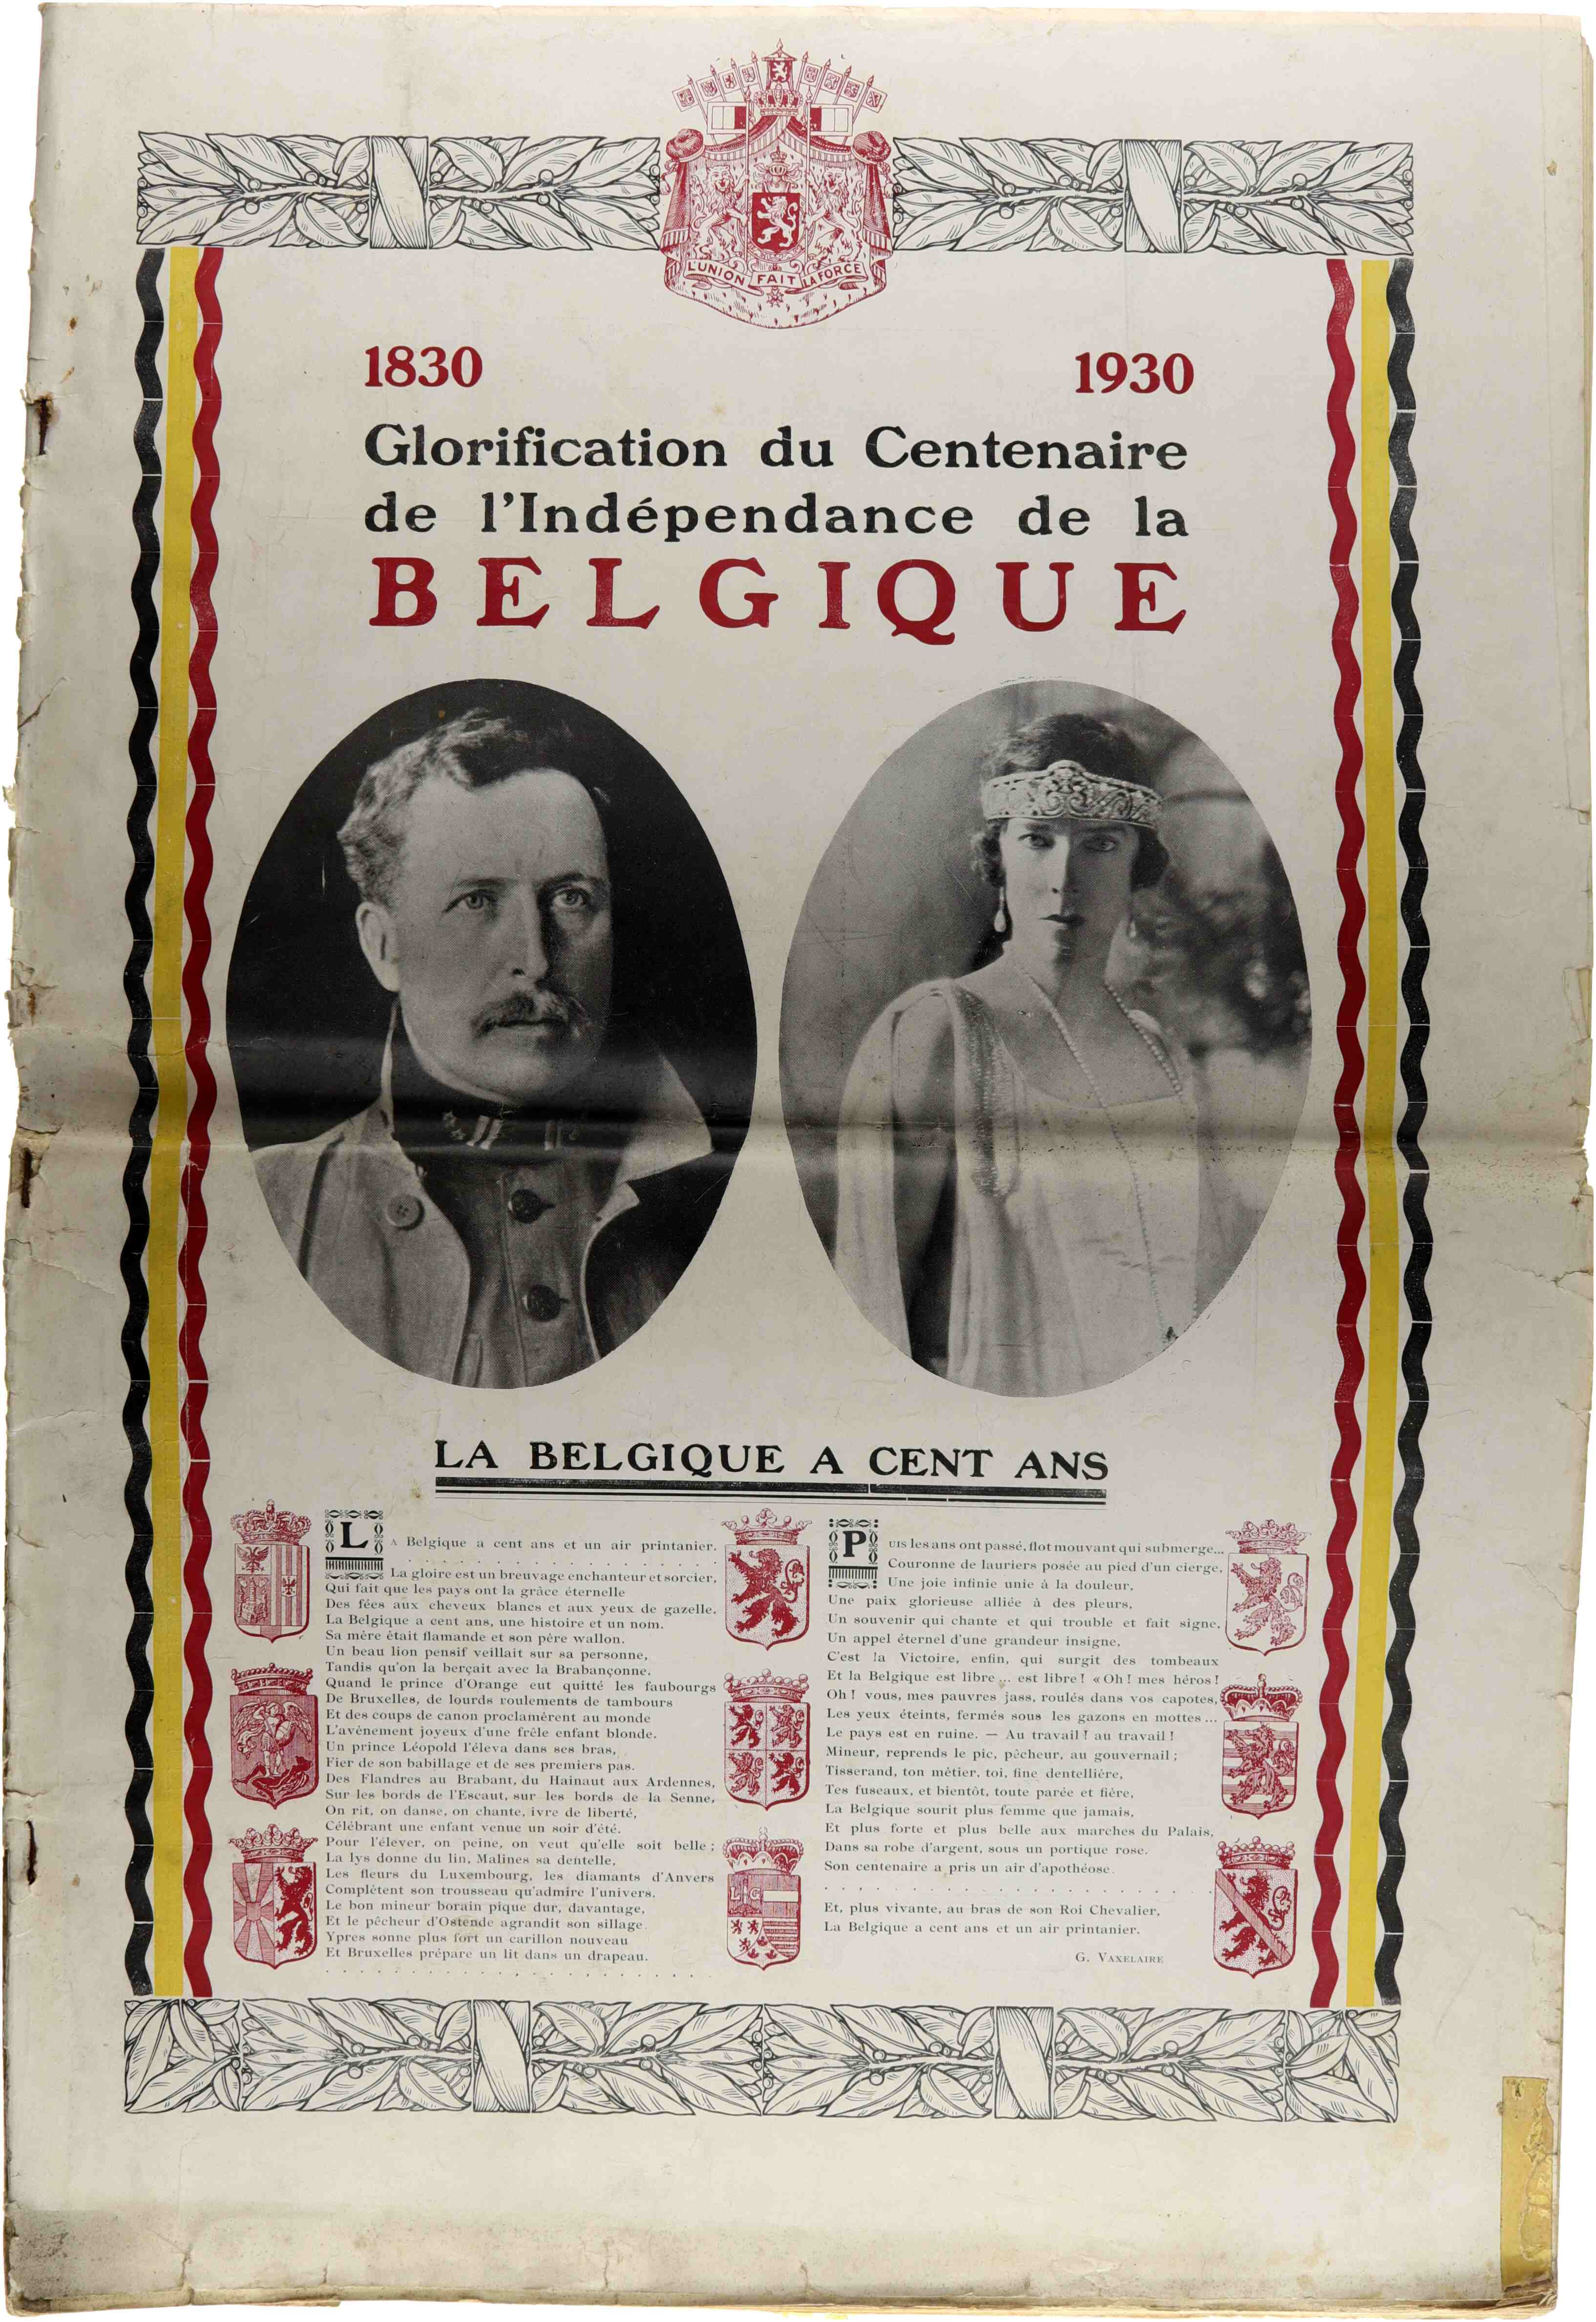 L'UNION FAIT LA FORCE
1830 1930
Glorification du Centenaire
de l'Indépendance de la
BELGIQUE
LA BELGIQUE A CENT ANS
LA Belgique a cent ans et un air printanier.
. . . . . . . . . . . . . . . . . . . .
La gloire est un breuvage enchanteur et sorcier,
Qui fait que les pays ont la grâce éternelle
Des fées aux cheveux blancs et aux yeux de gazelle.
La Belgique a cent ans, une histoire et un nom.
Sa mère était flamande et son père wallon.
Un beau lion pensif veillait sur sa personne,
Tandis qu'on la berçait avec la Brabançonne.
Quand le prince d'Orange eut quitté les faubourgs
De Bruxelles, de lourds roulements de tambours
Et des coups de canon proclamèrent au monde
L'avènement joyeux d'une frêle enfant blonde.
Un prince Léopold l'éleva dans ses bras,
Fier de son babillage et de ses premiers pas.
Des Flandres au Brabant, du Hainaut aux Ardennes,
Sur les bords de l'Escaut, sur les bords de la Senne,
On rit, on danse, on chante, ivre de liberté,
Célébrant une enfant venue un soir d'été.
Pour l'élever, on peine, on veut qu'elle soit belle ;
La lys donne du lin, Malines sa dentelle,
Les fleurs du Luxembourg, les diamants d'Anvers
Complètent son trousseau qu'admire l'univers.
Le bon mineur borain pique dur, davantage,
Et le pêcheur d'Ostende agrandit son sillage.
Ypres sonne plus fort un carillon nouveau
Et Bruxelles prépare un lit dans un drapeau.
. . . . . . . . . . . . . . . . . . . .
PUIS les ans ont passé, flot mouvant qui submerge...
Couronne de lauriers posée au pied d'un cierge,
Une joie infinie unie à la douleur,
Une paix glorieuse alliée à des pleurs,
Un souvenir qui chante et qui trouble et fait signe,
Un appel éternel d'une grandeur insigne,
C'est la Victoire, enfin, qui surgit des tombeaux
Et la Belgique est libre... est libre ! «Oh ! mes héros !
Oh ! vous, mes pauvres jass, roulés dans vos capotes,
Les yeux éteints, fermés sous les gazons en mottes ...
Le pays est en ruine. — Au travail ! au travail !
Mineur, reprends le pic, pêcheur, au gouvernail ;
Tisserand, ton métier, toi, fine dentellière,
Tes fuseaux, et bientôt, toute parée et fière,
La Belgique sourit plus femme que jamais,
Et plus forte et plus belle aux marches du Palais,
Dans sa robe d'argent, sous un portique rose.
Son centenaire a pris un air d'apothéose.
. . . . . . . . . . . . . . . . . . . .
Et, plus vivante, au bras de son Roi Chevalier,
La Belgique a cent ans et un air printanier.
G. VAXELAIRE
L G